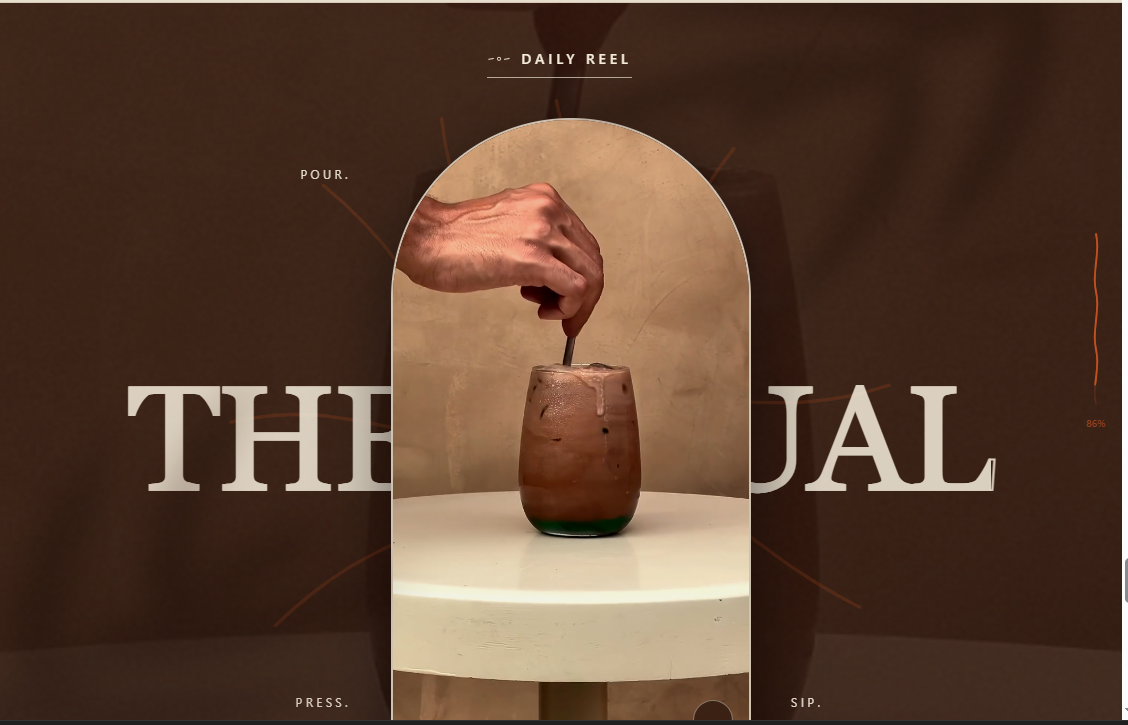 DAILY REEL
POUR.
THE UAL
86%
PRESS.
SIP.